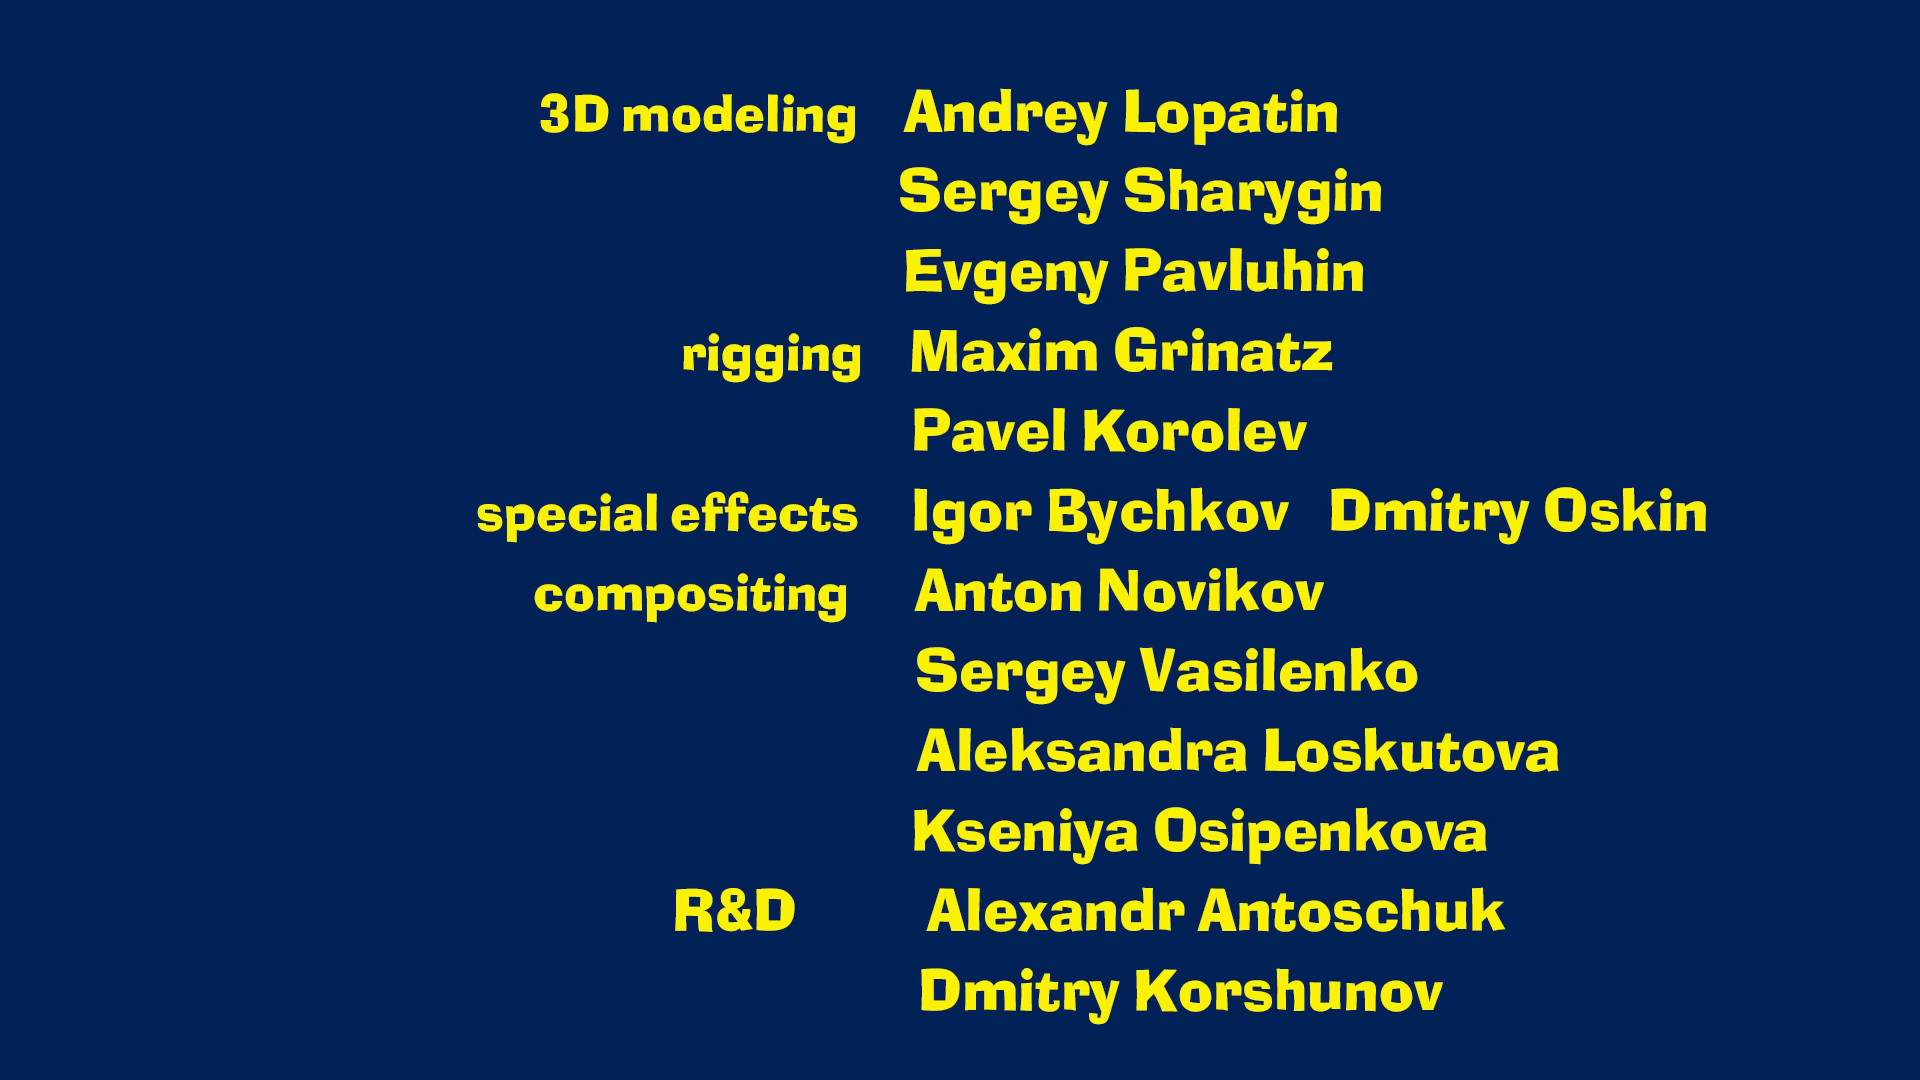 3D modeling Andrey Lopatin
Sergey Sharygin
Evgeny Pavluhin
rigging Maxim Grinatz
Pavel Korolev
special effects Igor Bychkov Dmitry Oskin
compositing Anton Novikov
Sergey Vasilenko
Aleksandra Loskutova
Kseniya Osipenkova
R&D Alexandr Antoschuk
Dmitry Korshunov